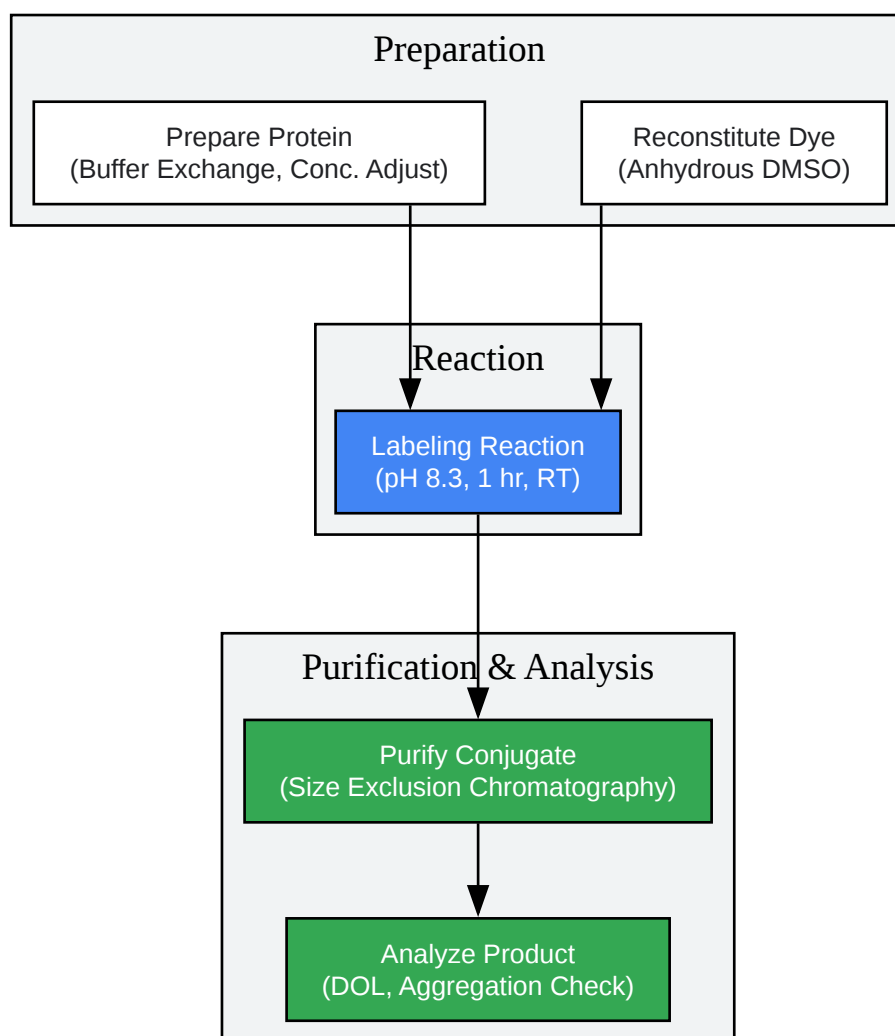 Preparation
Prepare Protein
(Buffer Exchange, Conc. Adjust)
Reconstitute Dye
(Anhydrous DMSO)
Reaction
Labeling Reaction
(pH 8.3, 1 hr, RT)
Purification & Analysis
Purify Conjugate
(Size Exclusion Chromatography)
Analyze Product
(DOL, Aggregation Check)